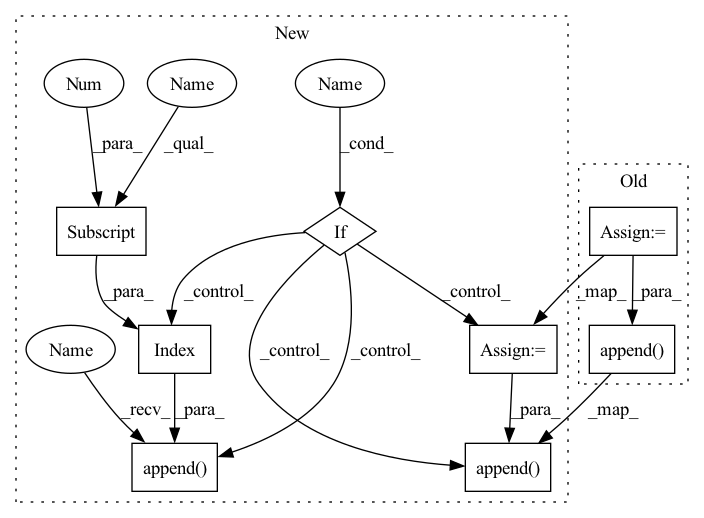 New
Num
Name
Name
_para_
_qual_
_cond_
Old
Subscript
If
Assign:=
_para_
_control_
_control_
_map_
_para_
Name
Index
_control_
_control_
Assign:=
append()
_recv_
_para_
_para_
_map_
append()
append()